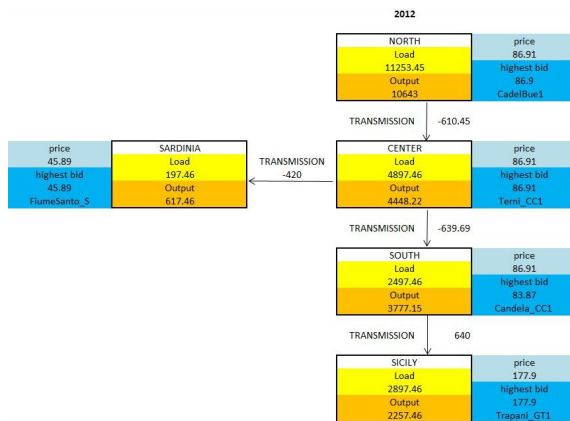 2012
NORTH
price
Load
86.91
11253.45
highest bid
Output
86.9
10643
CadelBue1
TRANSMISSION -610.45
price
SARDINIA
TRANSMISSION
CENTER
price
45.89
Load
-420
Load
86.91
highest bid
197.46
4897.46
highest bid
45.89
Output
Output
86.91
FiumeSanto_S
617.46
4448.22
Terni_CC1
TRANSMISSION -639.69
SOUTH
price
Load
86.91
2497.46
highest bid
Output
83.87
3777.15
Candela_CC1
TRANSMISSION 640
SICILY
price
Load
177.9
2897.46
highest bid
Output
177.9
2257.46
Trapani_GT1